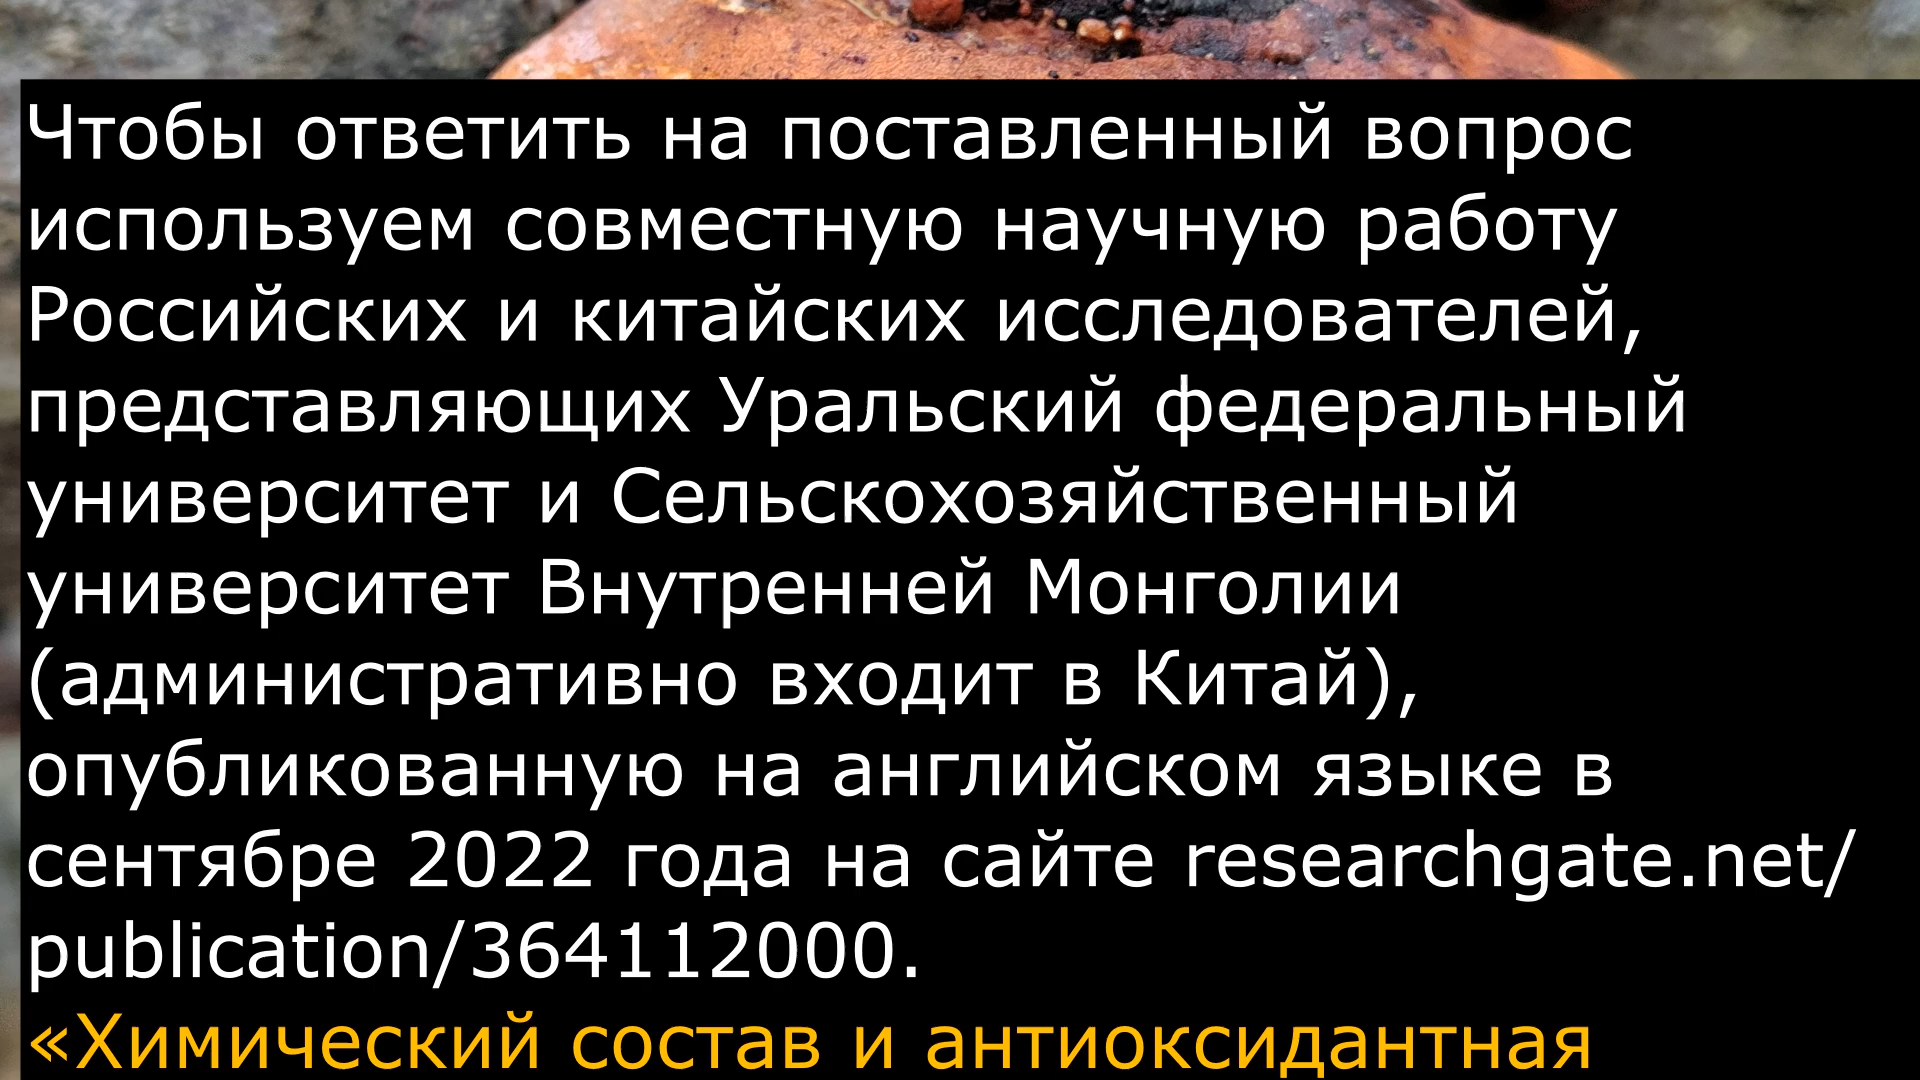 Чтобы ответить на поставленный вопрос
используем совместную научную работу
Российских и китайских исследователей,
представляющих Уральский федеральный
университет и Сельскохозяйственный
университет Внутренней Монголии
(административно входит в Китай),
опубликованную на английском языке в
сентябре 2022 года на сайте researchgate.net/
publication/364112000.
«Химический состав и антиоксидантная